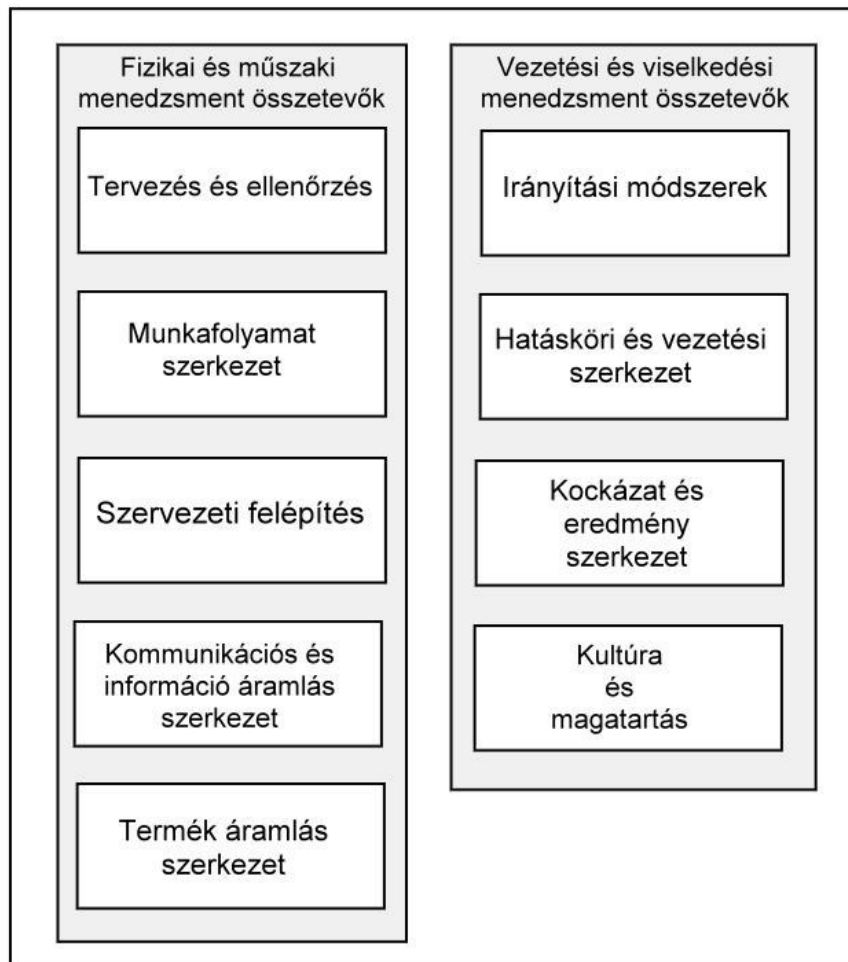 Fizikai és műszaki
menedzsment összetevők
Tervezés és ellenőrzés
Munkafolyamat
szerkezet
Szervezeti felépítés
Kommunikációs és
információ áramlás
szerkezet
Termék áramlás
szerkezet
Vezetési és viselkedési
menedzsment összetevők
Irányítási módszerek
Hatásköri és vezetési
szerkezet
Kockázat és
eredmény
szerkezet
Kultúra
és
magatartás